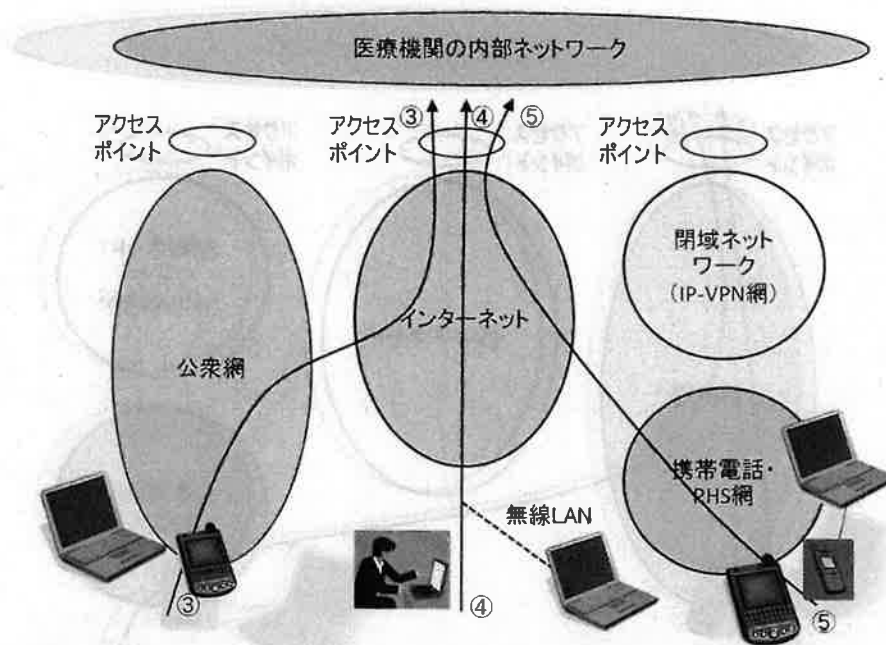 医療機関の内部ネットワーク
③
④
⑤
アクセス
ポイント
アクセス
ポイント
アクセス
ポイント
閉域ネット
ワーク
(IP-VPN網)
インターネット
公衆網
携帯電話・
PHS網
無線LAN
③
④
⑤